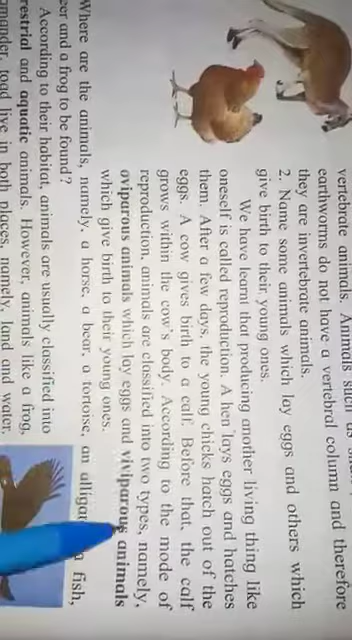 vertebrate animals. Animals such as
earthworms do not have a vertebral column and therefore
they are invertebrate animals.
2. Name some animals which lay eggs and others which
give birth to their young ones.
We have learnt that producing another living thing like
oneself is called reproduction. A hen lays eggs and hatches
them. After a few days, the young chicks hatch out of the
eggs. A cow gives birth to a calf. Before that, the calf
grows within the cow's body. According to the mode of
reproduction, animals are classified into two types, namely,
oviparous animals which lay eggs and viviparous animals
which give birth to their young ones.
Where are the animals, namely, a horse, a bear, a tortoise, an alligator, a fish,
and a frog to be found?
According to their habitat, animals are usually classified into
and aquatic animals. However, animals like a frog,
toad live in both places, namely, land and water.